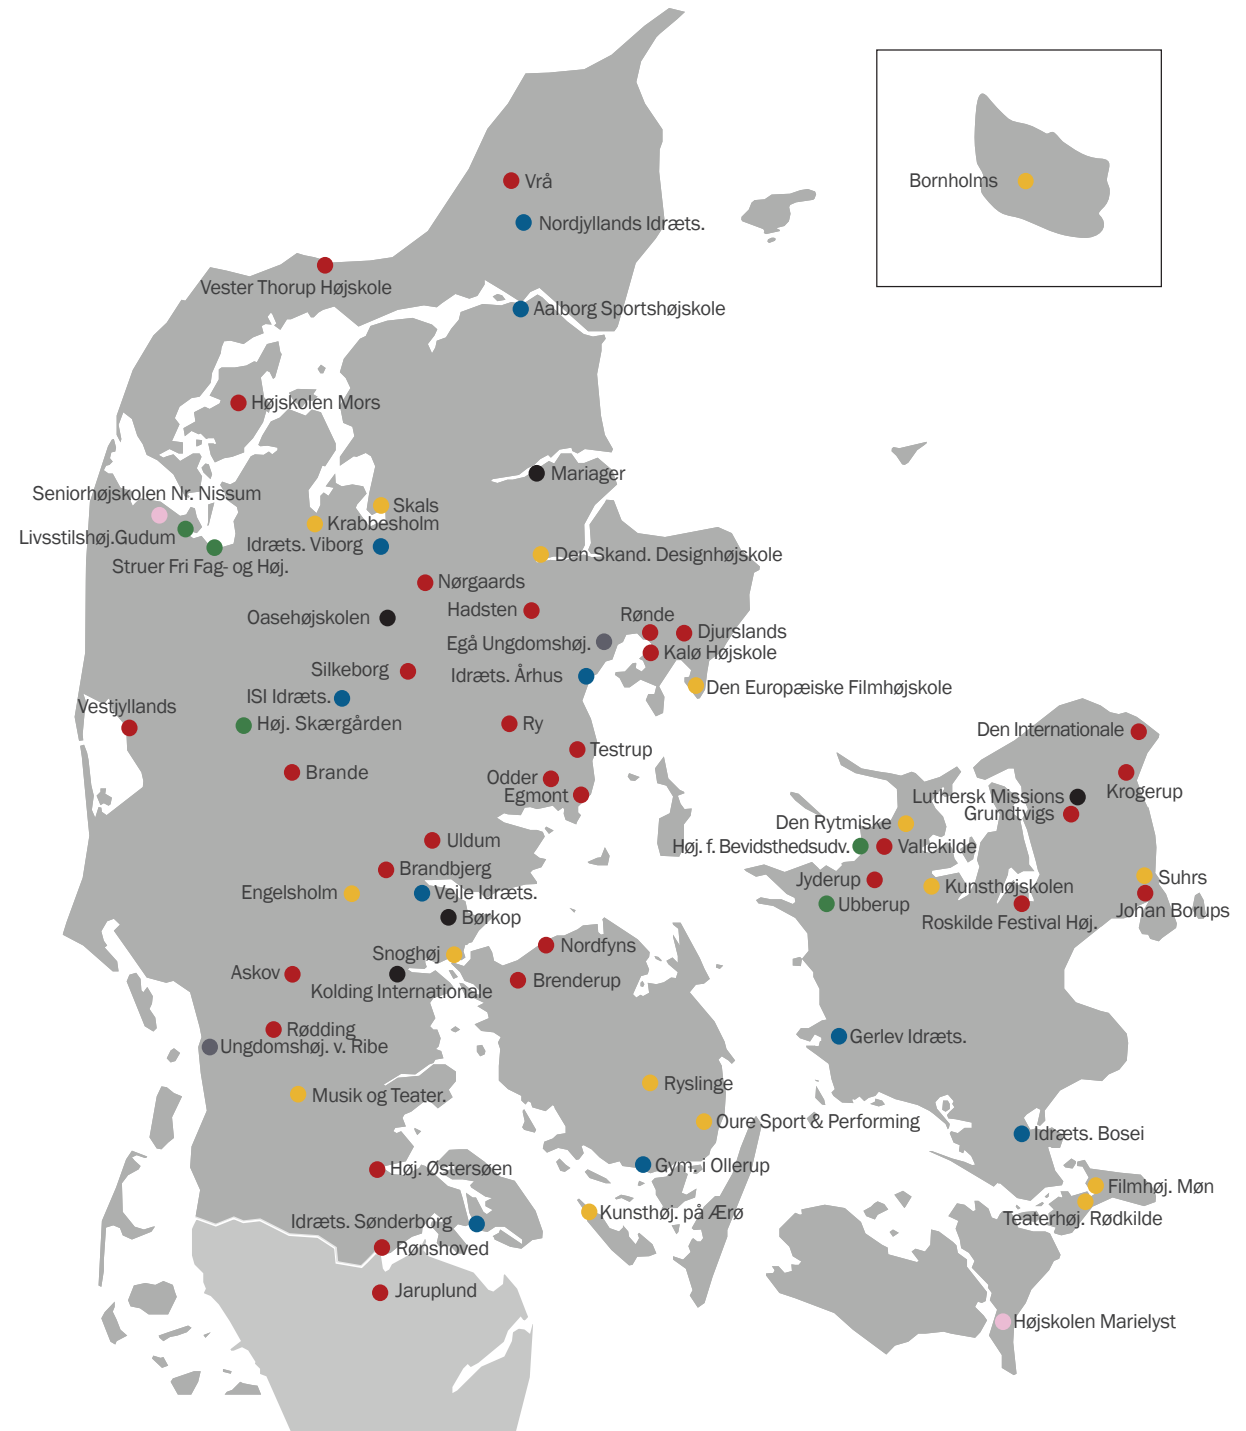 Vrå
Bornholms
Nordjyllands Idræts.
Vester Thorup Højskole
Aalborg Sportshøjskole
Højskolen Mors
Mariager
Seniorhøjskolen Nr. Nissum
Skals
Krabbesholm
Livsstilshøj.Gudum
Idræts. Viborg
Struer Fri Fag- og Høj.
Den Skand. Designhøjskole
Nørgaards
Hadsten
Oasehøjskolen
Rønde
Djurslands
Egå Ungdomshøj.
Kalø Højskole
Silkeborg
Idræts. Århus
Den Europæiske Filmhøjskole
ISI Idræts.
Vestjyllands
Høj. Skærgården
Ry
Den Internationale
Testrup
Brande
Odder
Egmont
Krogerup
Luthersk Missions
Grundtvigs
Den Rytmiske
Uldum
Høj. f. Bevidsthedsudv.
Vallekilde
Brandbjerg
Jyderup
Suhrs
Engelsholm
Vejle Idræts.
Kunsthøjskolen
Ubberup
Johan Borups
Børkop
Roskilde Festival Høj.
Nordfyns
Snoghøj
Askov
Brenderup
Kolding Internationale
Rødding
Gerlev Idræts.
Ungdomshøj. v. Ribe
Ryslinge
Musik og Teater.
Oure Sport & Performing
Idræts. Bosei
Gym. i Ollerup
Høj. Østersøen
Filmhøj. Møn
Kunsthøj. på Ærø
Teaterhøj. Rødkilde
Idræts. Sønderborg
Rønshoved
Jaruplund
Højskolen Marielyst